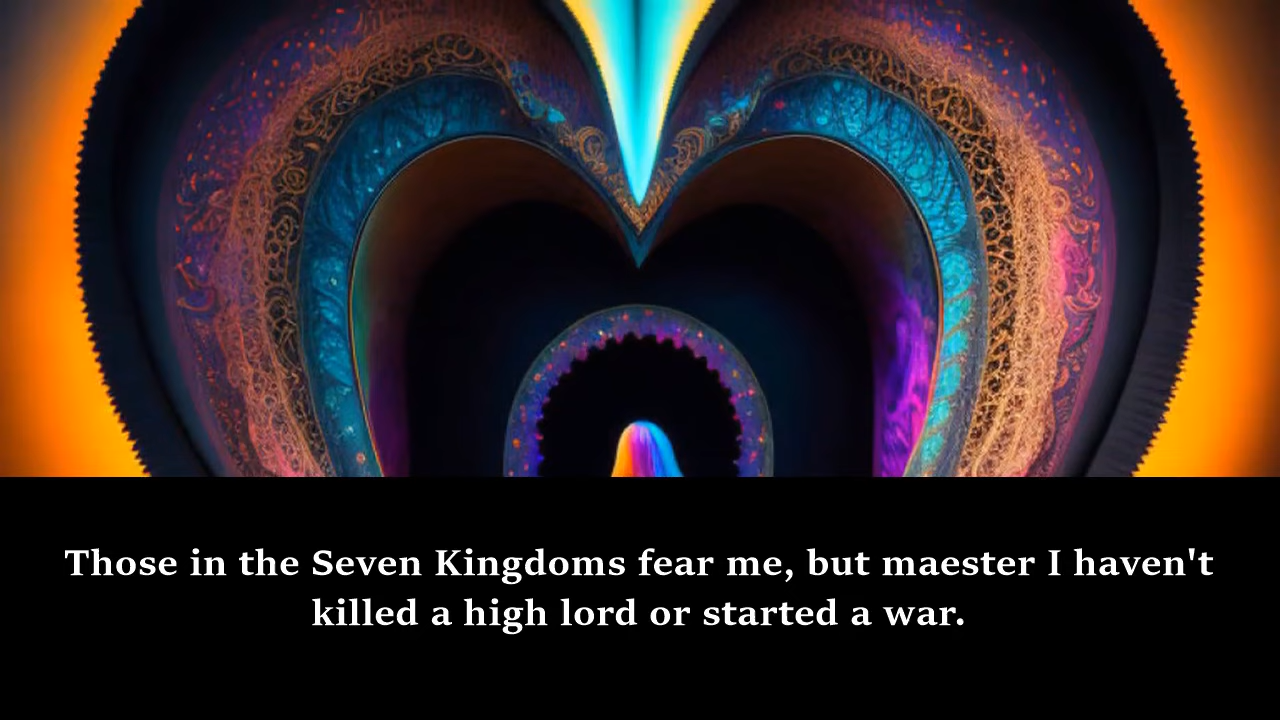 Those in the Seven Kingdoms fear me, but maester I haven't
killed a high lord or started a war.